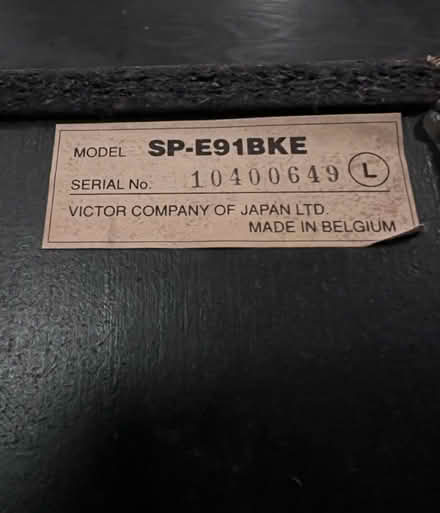 MODEL SP-E91BKE
SERIAL No. 10400649 L
VICTOR COMPANY OF JAPAN LTD.
MADE IN BELGIUM